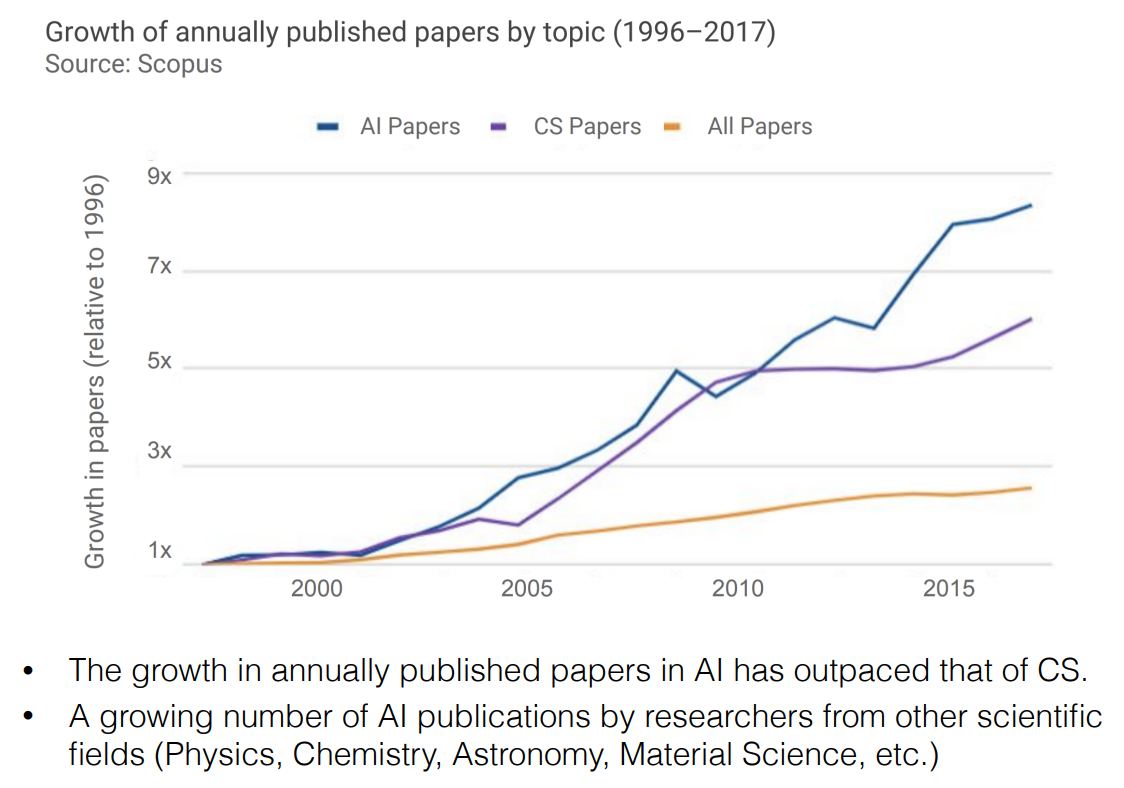 Growth of annually published papers by topic (1996–2017)
Source: Scopus
AI Papers CS Papers All Papers
Growth in papers (relative to 1996)
9x
7x
5x
3x
1x
2000 2005 2010 2015
• The growth in annually published papers in AI has outpaced that of CS.
• A growing number of AI publications by researchers from other scientific
fields (Physics, Chemistry, Astronomy, Material Science, etc.)